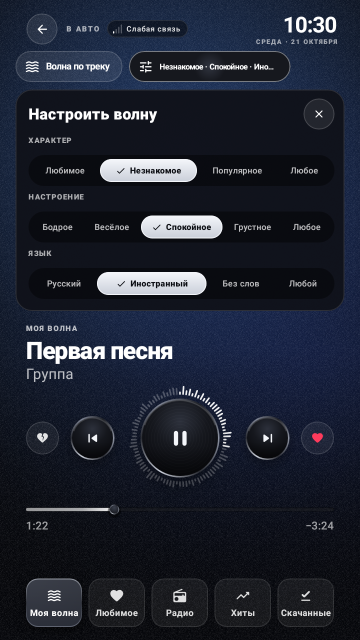 В АВТО
Слабая связь
10:30
СРЕДА · 21 ОКТЯБРЯ
Волна по треку
Незнакомое · Спокойное · Ино…
Настроить волну
ХАРАКТЕР
Любимое Незнакомое Популярное Любое
НАСТРОЕНИЕ
Бодрое Весёлое Спокойное Грустное Любое
ЯЗЫК
Русский Иностранный Без слов Любой
МОЯ ВОЛНА
Первая песня
Группа
1:22 −3:24
Моя волна Любимое Радио Хиты Скачанные